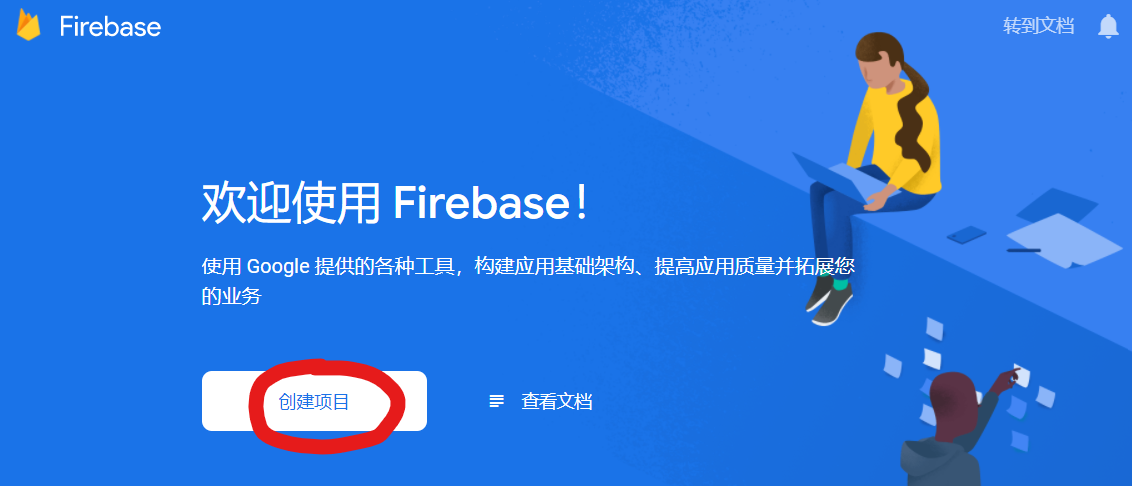 Firebase
转到文档
欢迎使用 Firebase！
使用 Google 提供的各种工具，构建应用基础架构、提高应用质量并拓展您
的业务
创建项目
查看文档